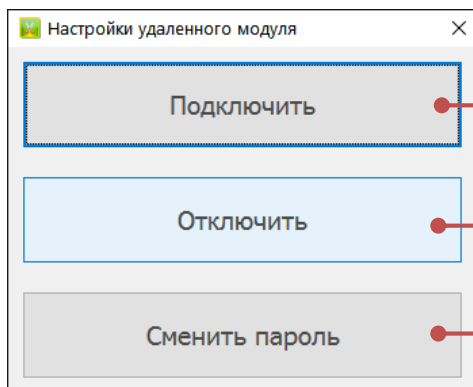 Настройки удаленного модуля
Подключить
Отключить
Сменить пароль